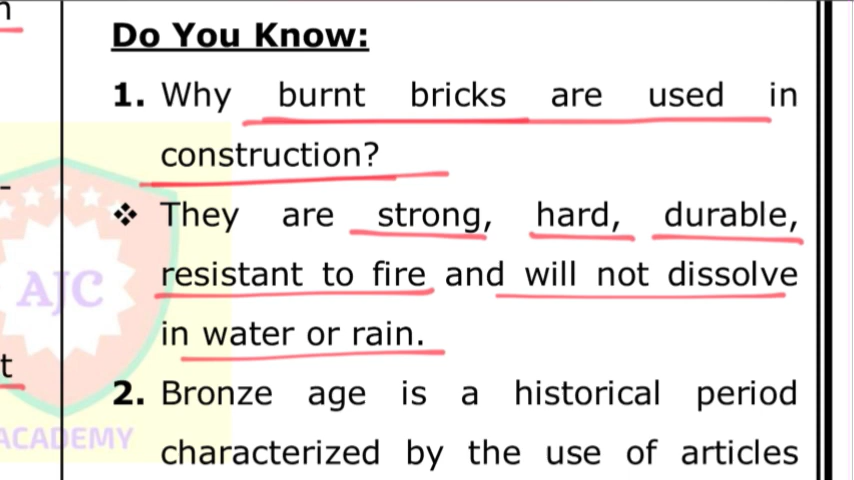 n
Do You Know:
1. Why burnt bricks are used in
construction?
-
❖ They are strong, hard, durable,
resistant to fire and will not dissolve
in water or rain.
t
2. Bronze age is a historical period
characterized by the use of articles
AJC
ACADEMY